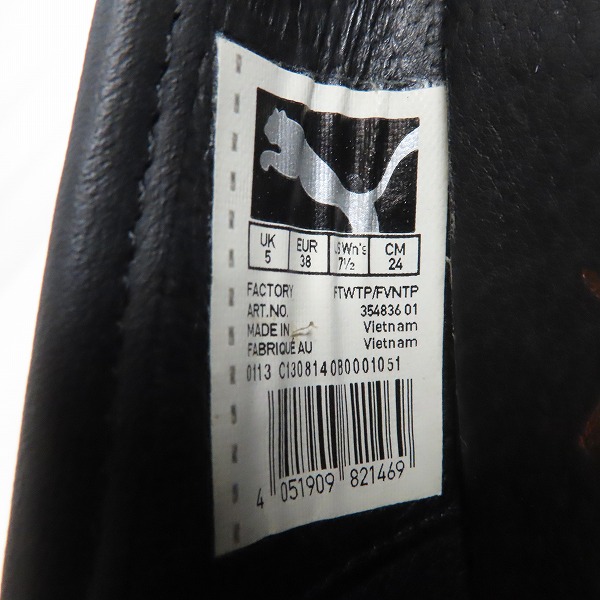 UK EUR US Wn's CM
5 38 7½ 24
FACTORY FTWTP/FVNTP
ART.NO. 354836 01
MADE IN Vietnam
FABRIQUE AU Vietnam
0113 C130814 0B0001051
4 051909 821469